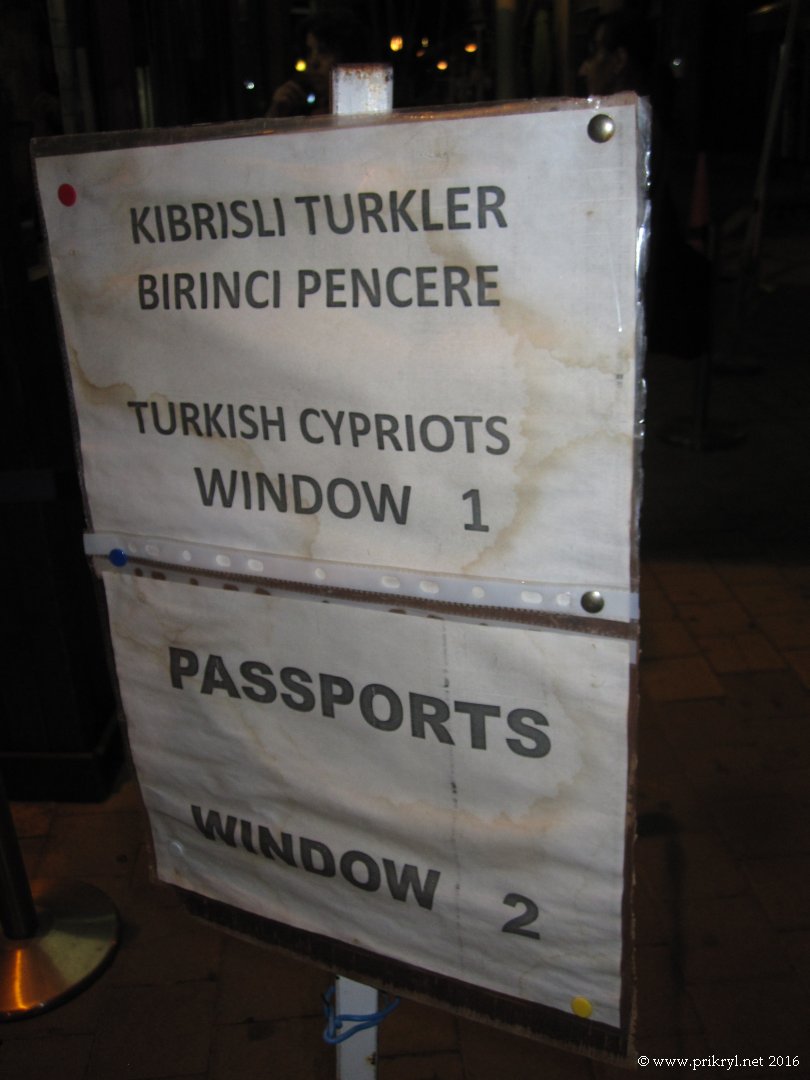 KIBRISLI TURKLER
BIRINCI PENCERE
TURKISH CYPRIOTS
WINDOW 1
PASSPORTS
WINDOW 2
© www.prikryl.net 2016